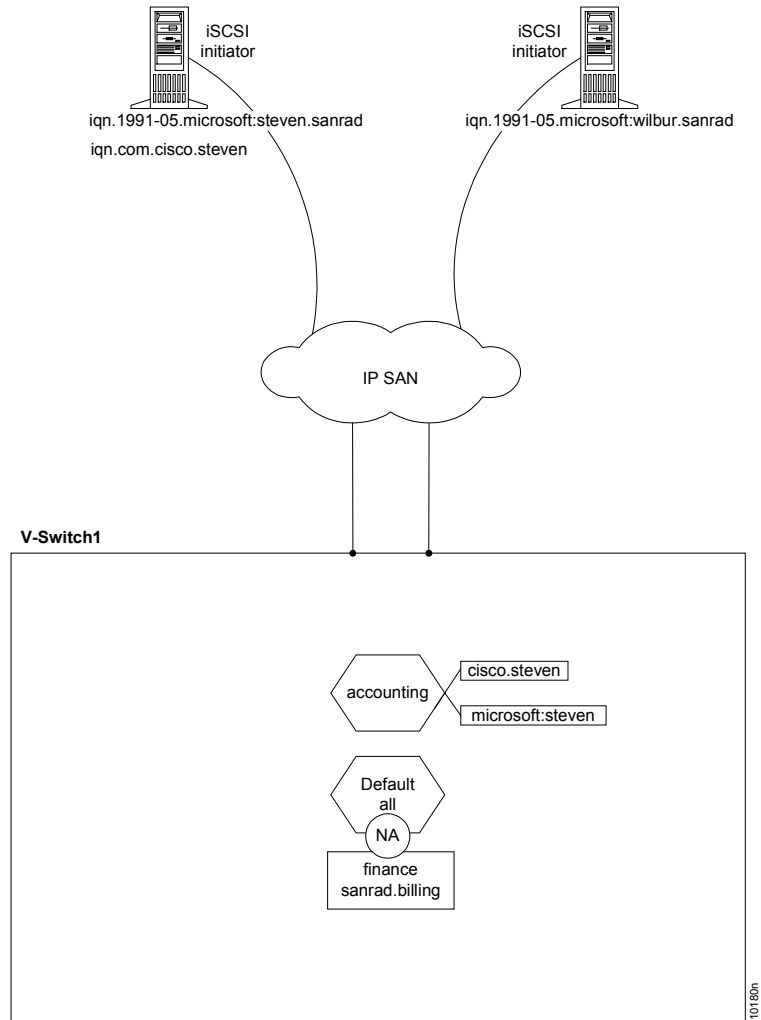 iSCSI
initiator
iSCSI
initiator
iqn.1991-05.microsoft:steven.sanrad
iqn.com.cisco.steven
iqn.1991-05.microsoft:wilbur.sanrad
IP SAN
V-Switch1
accounting
cisco.steven
microsoft:steven
Default
all
NA
finance
sanrad.billing
10180n